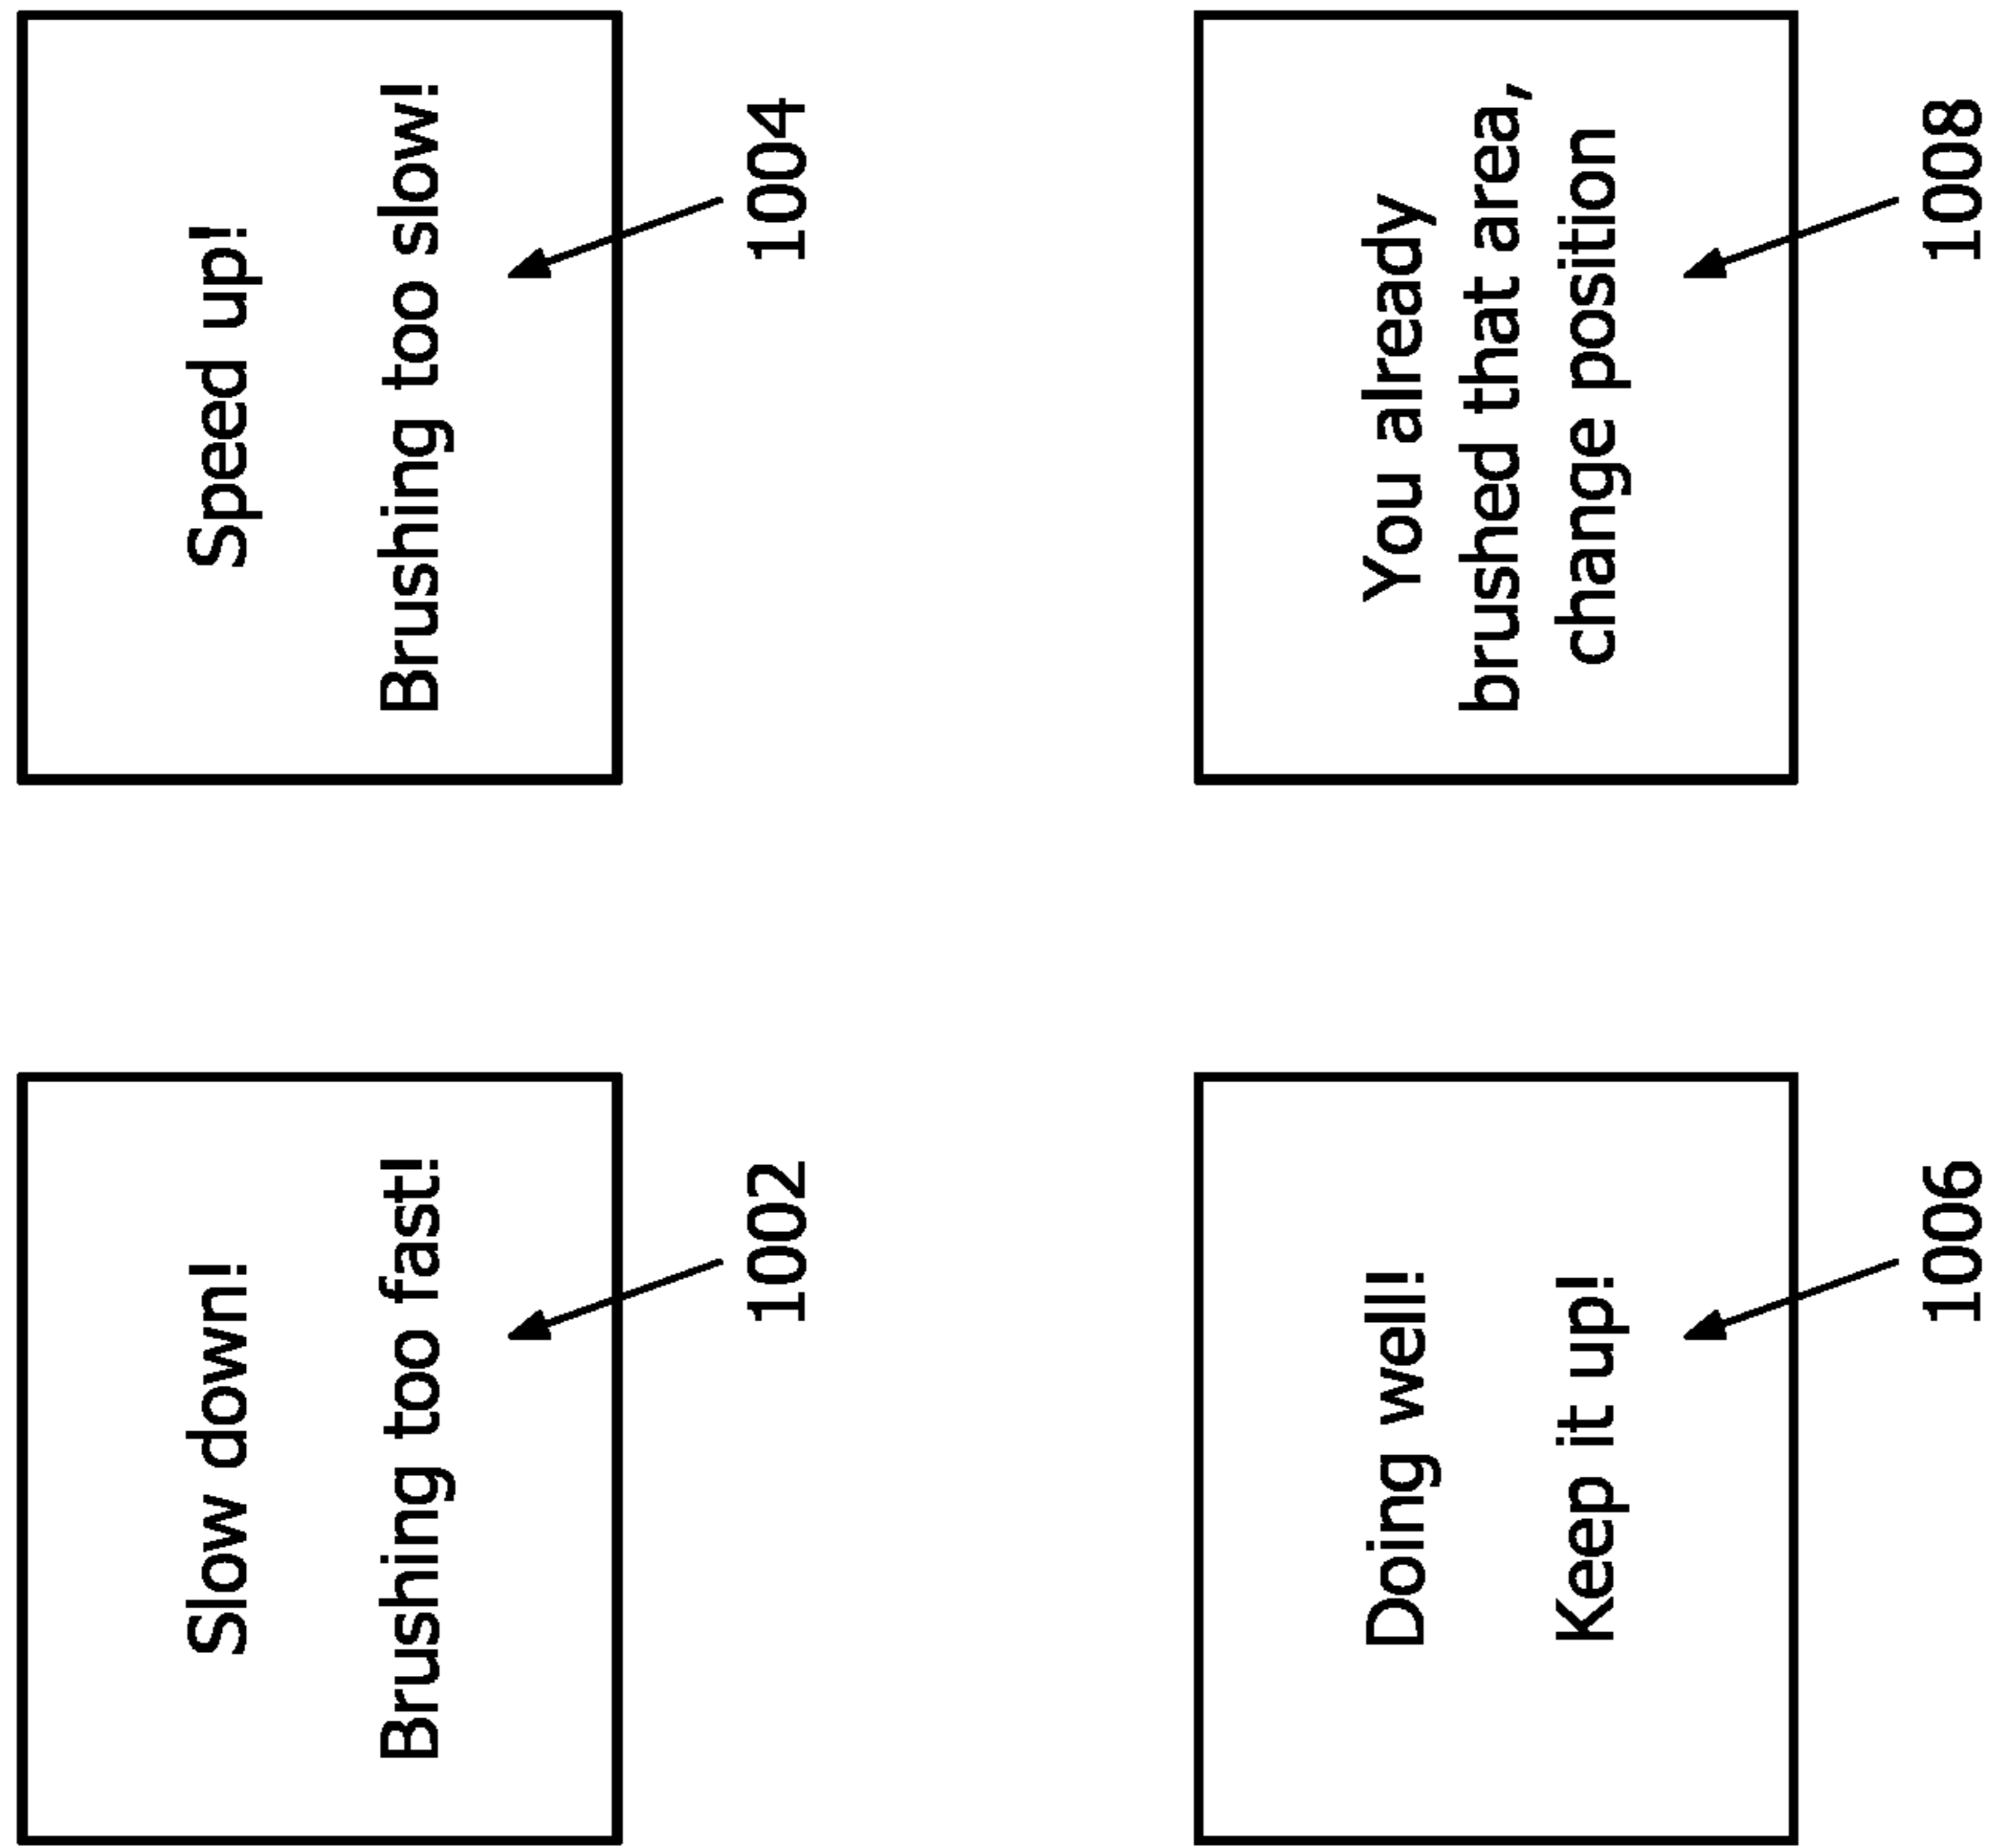 Slow down!
Brushing too fast!
1002
Speed up!
Brushing too slow!
1004
Doing well!
Keep it up!
1006
You already
brushed that area,
change position
1008